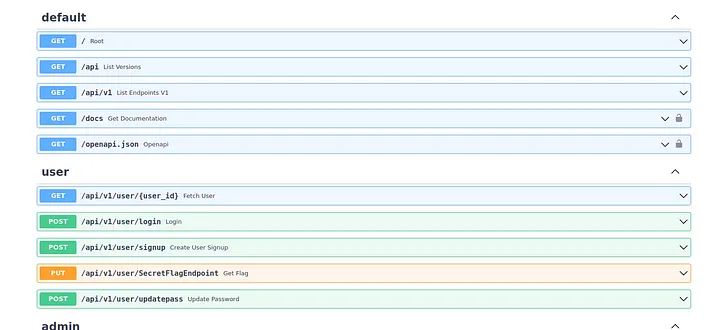 default
GET / Root
GET /api List Versions
GET /api/v1 List Endpoints V1
GET /docs Get Documentation
GET /openapi.json Openapi
user
GET /api/v1/user/{user_id} Fetch User
POST /api/v1/user/login Login
POST /api/v1/user/signup Create User Signup
PUT /api/v1/user/SecretFlagEndpoint Get Flag
POST /api/v1/user/updatepass Update Password
admin